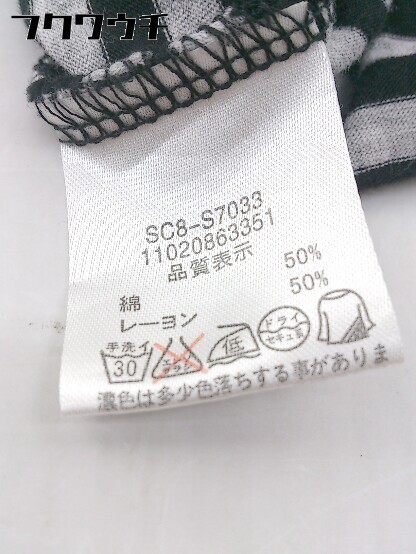 フクワウチ
SC8-S7033
11020863351
品質表示
綿 50%
レーヨン 50%
手洗イ 30 低 ドライ セキユ系
濃色は多少色落ちする事がありま